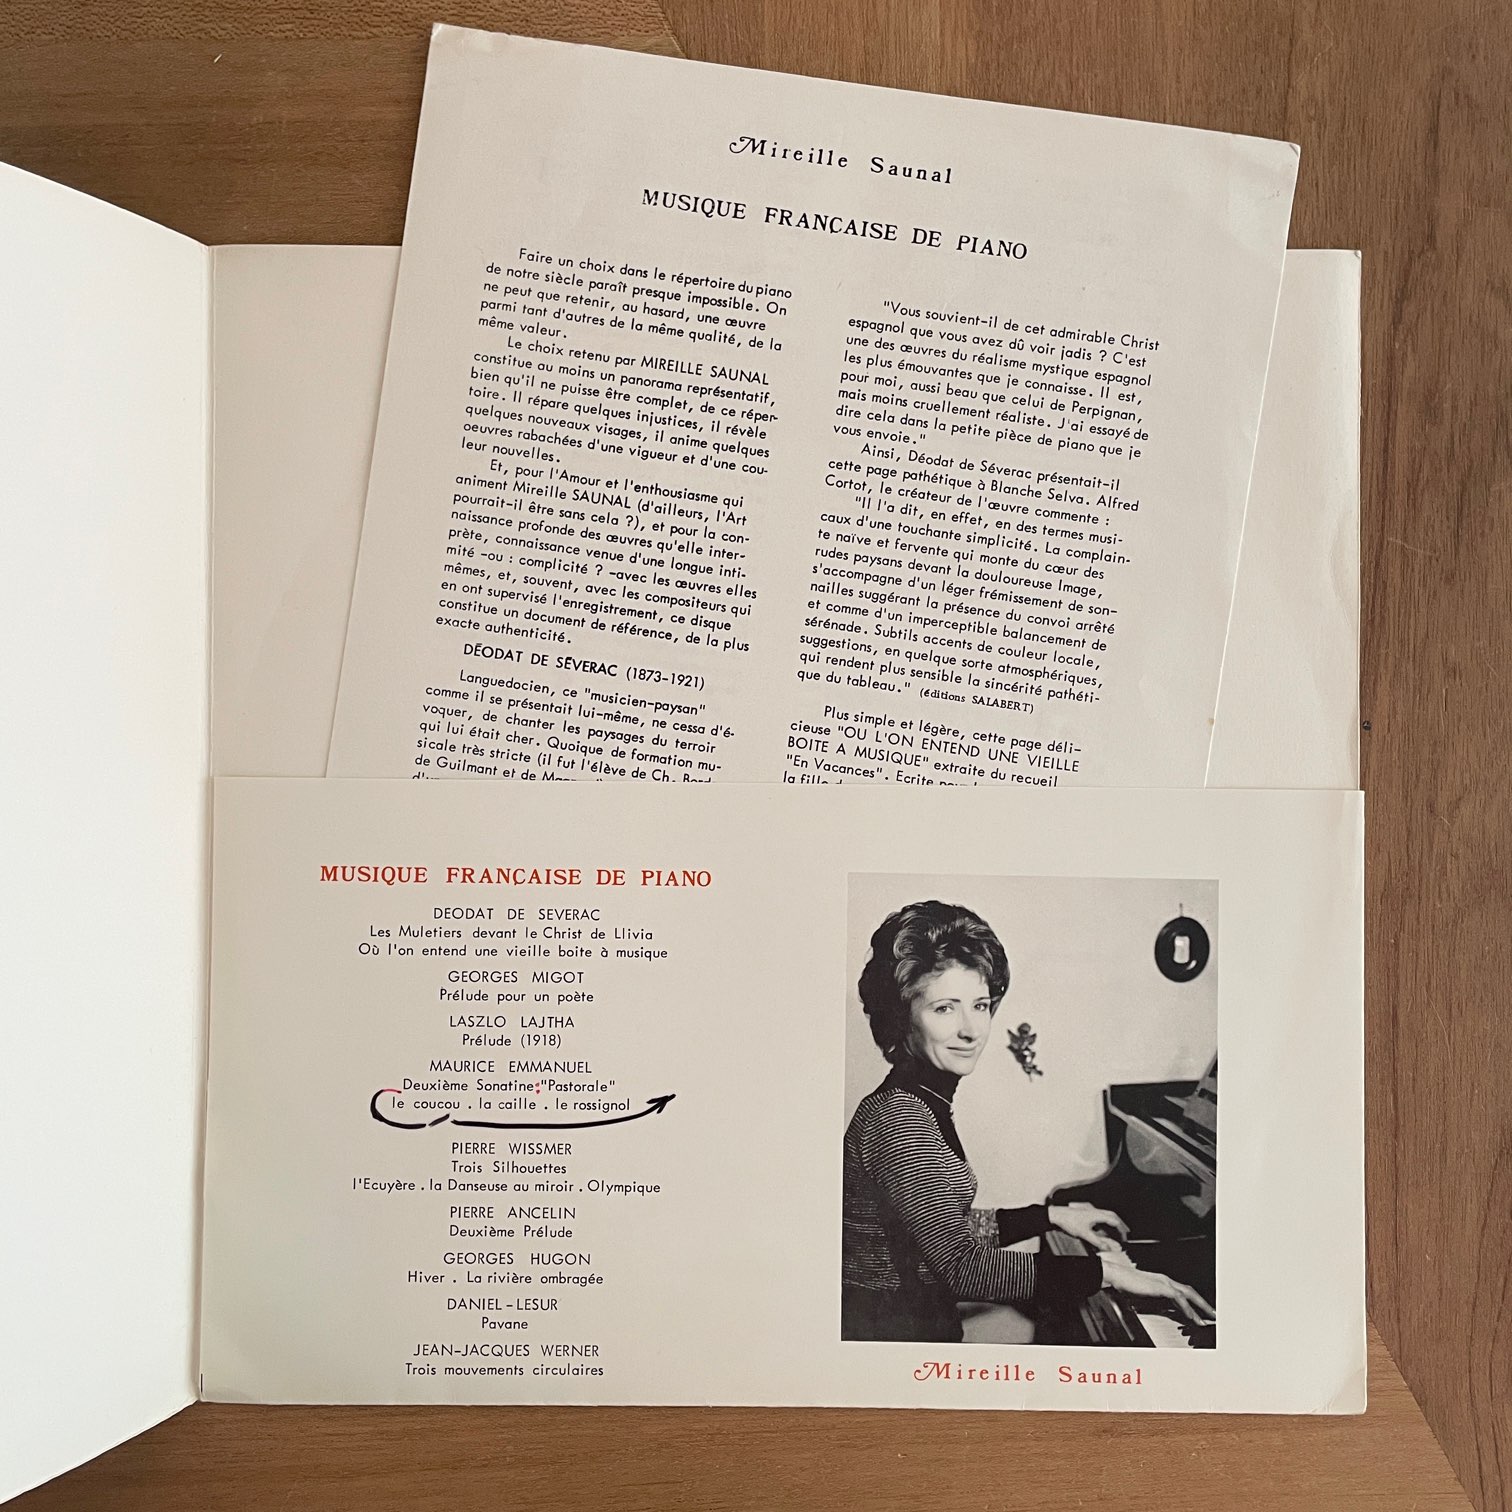 Mireille Saunal
MUSIQUE FRANÇAISE DE PIANO
Faire un choix dans le répertoire du piano
de notre siècle paraît presque impossible. On
ne peut que retenir, au hasard, une œuvre
parmi tant d'autres de la même qualité, de la
même valeur.
Le choix retenu par MIREILLE SAUNAL
constitue au moins un panorama représentatif,
bien qu'il ne puisse être complet, de ce réper-
toire. Il répare quelques injustices, il révèle
quelques nouveaux visages, il anime quelques
oeuvres rabachées d'une vigueur et d'une cou-
leur nouvelles.
Et, pour l'Amour et l'enthousiasme qui
animent Mireille SAUNAL (d'ailleurs, l'Art
pourrait-il être sans cela ?), et pour la con-
naissance profonde des œuvres qu'elle inter-
prète, connaissance venue d'une longue inti-
mité -ou : complicité ? -avec les œuvres elles
mêmes, et, souvent, avec les compositeurs qui
en ont supervisé l'enregistrement, ce disque
constitue un document de référence, de la plus
exacte authenticité.
DÉODAT DE SÉVERAC (1873-1921)
Languedocien, ce "musicien-paysan"
comme il se présentait lui-même, ne cessa d'é-
voquer, de chanter les paysages du terroir
qui lui était cher. Quoique de formation mu-
sicale très stricte (il fut l'élève de Ch. Bord
de Guilmant et de
"Vous souvient-il de cet admirable Christ
espagnol que vous avez dû voir jadis ? C'est
une des œuvres du réalisme mystique espagnol
les plus émouvantes que je connaisse. Il est,
pour moi, aussi beau que celui de Perpignan,
mais moins cruellement réaliste. J'ai essayé de
dire cela dans la petite pièce de piano que je
vous envoie."
Ainsi, Déodat de Séverac présentait-il
cette page pathétique à Blanche Selva. Alfred
Cortot, le créateur de l'œuvre commente :
"Il l'a dit, en effet, en des termes musi-
caux d'une touchante simplicité. La complain-
te naïve et fervente qui monte du cœur des
rudes paysans devant la douloureuse Image,
s'accompagne d'un léger frémissement de son-
nailles suggérant la présence du convoi arrêté
et comme d'un imperceptible balancement de
sérénade. Subtils accents de couleur locale,
suggestions, en quelque sorte atmosphériques,
qui rendent plus sensible la sincérité pathéti-
que du tableau." (éditions SALABERT)
Plus simple et légère, cette page déli-
cieuse "OU L'ON ENTEND UNE VIEILLE
BOITE A MUSIQUE" extraite du recueil
"En Vacances". Ecrite
la fille
MUSIQUE FRANÇAISE DE PIANO
DEODAT DE SEVERAC
Les Muletiers devant le Christ de Llivia
Où l'on entend une vieille boite à musique
GEORGES MIGOT
Prélude pour un poète
LASZLO LAJTHA
Prélude (1918)
MAURICE EMMANUEL
Deuxième Sonatine:"Pastorale"
le coucou . la caille . le rossignol
PIERRE WISSMER
Trois Silhouettes
l'Ecuyère . la Danseuse au miroir . Olympique
PIERRE ANCELIN
Deuxième Prélude
GEORGES HUGON
Hiver . La rivière ombragée
DANIEL-LESUR
Pavane
JEAN-JACQUES WERNER
Trois mouvements circulaires
Mireille Saunal